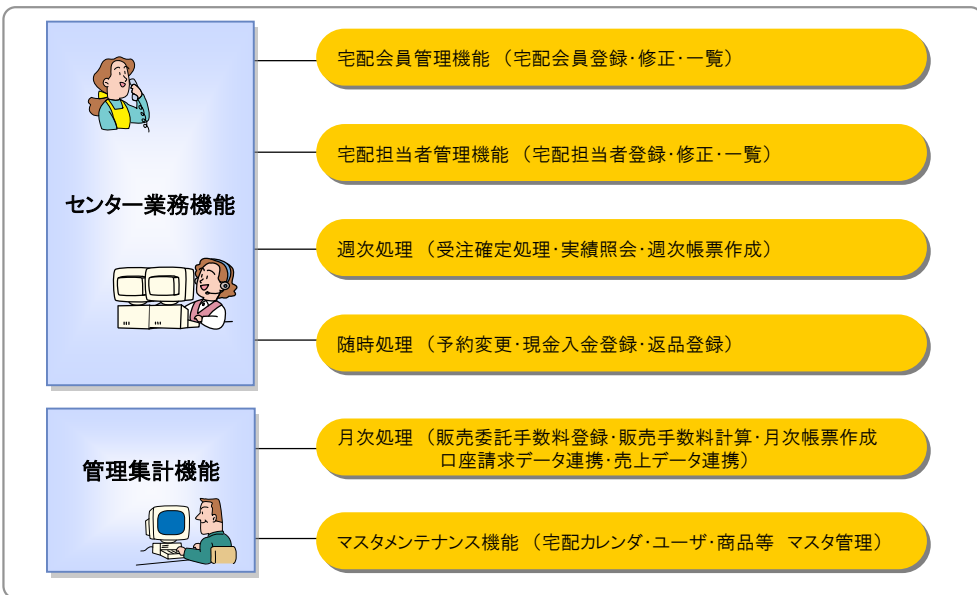 宅配会員管理機能 （宅配会員登録・修正・一覧）
宅配担当者管理機能 （宅配担当者登録・修正・一覧）
センター業務機能
週次処理 （受注確定処理・実績照会・週次帳票作成）
随時処理 （予約変更・現金入金登録・返品登録）
月次処理 （販売委託手数料登録・販売手数料計算・月次帳票作成
口座請求データ連携・売上データ連携）
管理集計機能
マスタメンテナンス機能 （宅配カレンダ・ユーザ・商品等　マスタ管理）